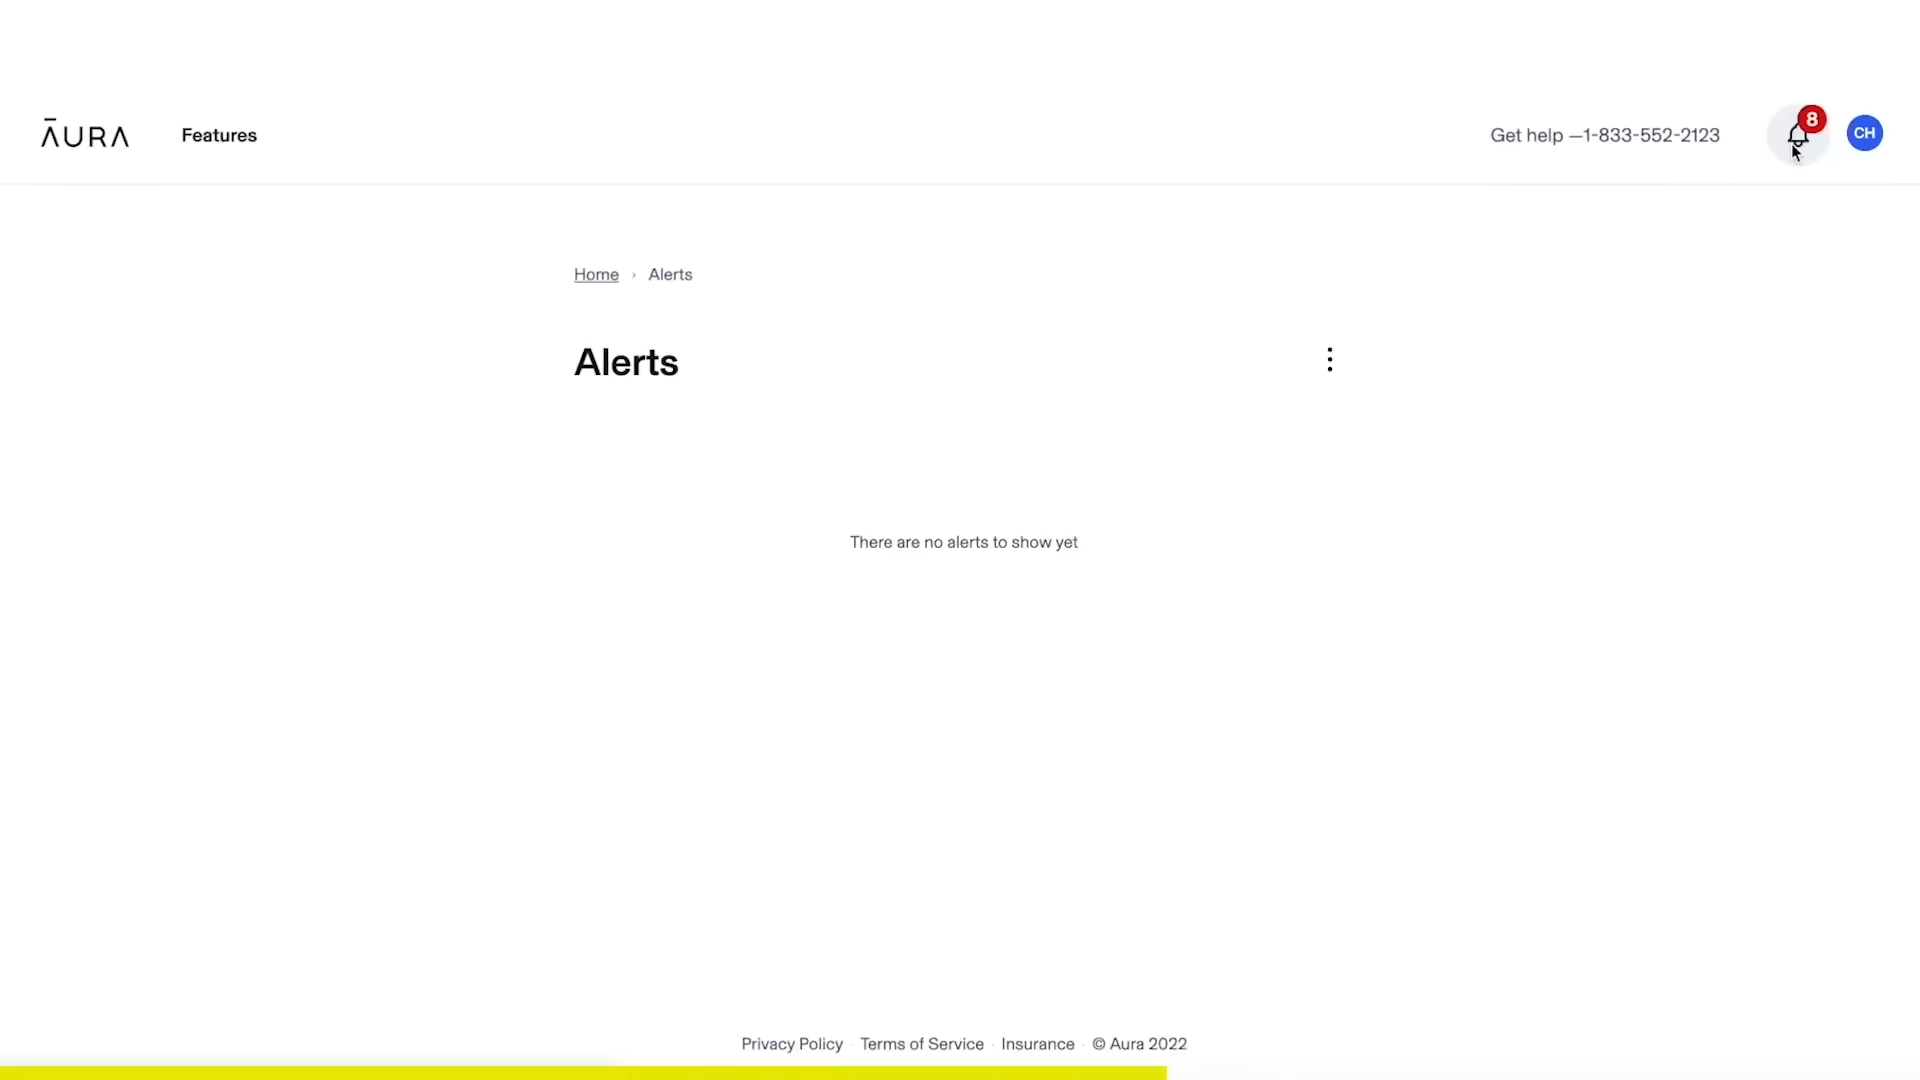 ĀURA
Features
Get help —1-833-552-2123
8
CH
Home › Alerts
Alerts
There are no alerts to show yet
Privacy Policy · Terms of Service · Insurance · © Aura 2022